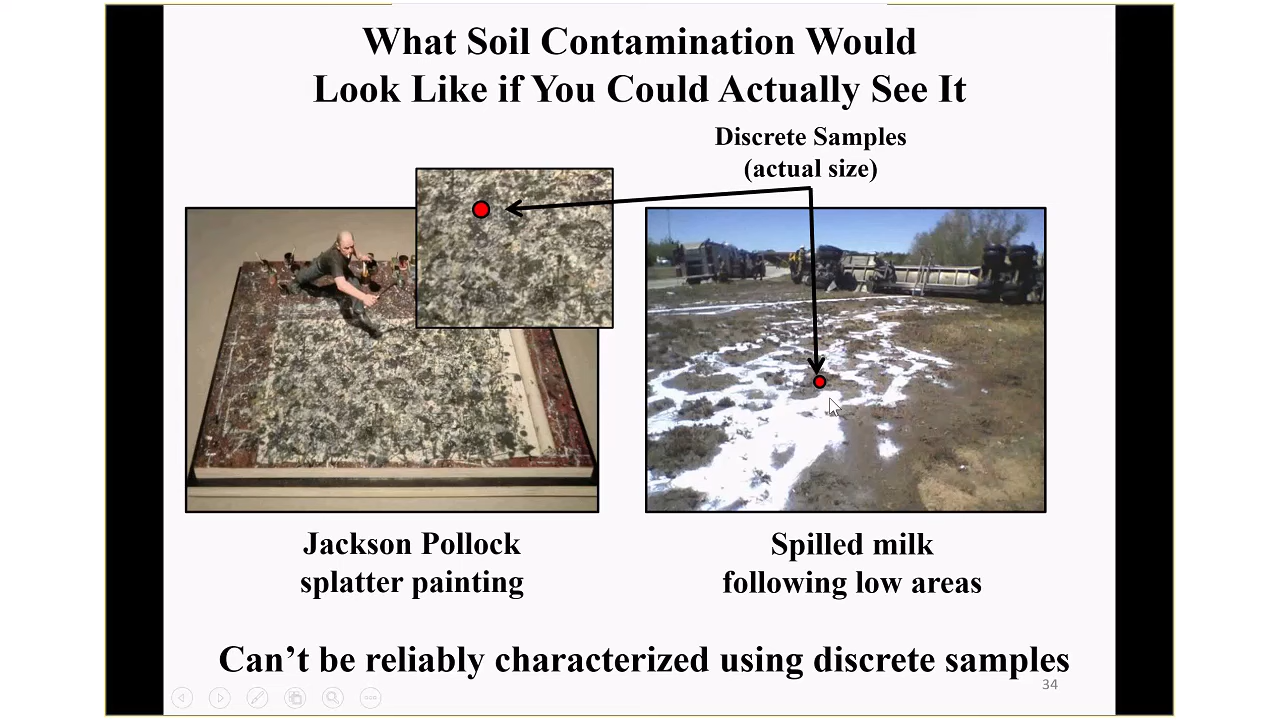 What Soil Contamination Would
Look Like if You Could Actually See It
Discrete Samples
(actual size)
Jackson Pollock
splatter painting
Spilled milk
following low areas
Can’t be reliably characterized using discrete samples
34